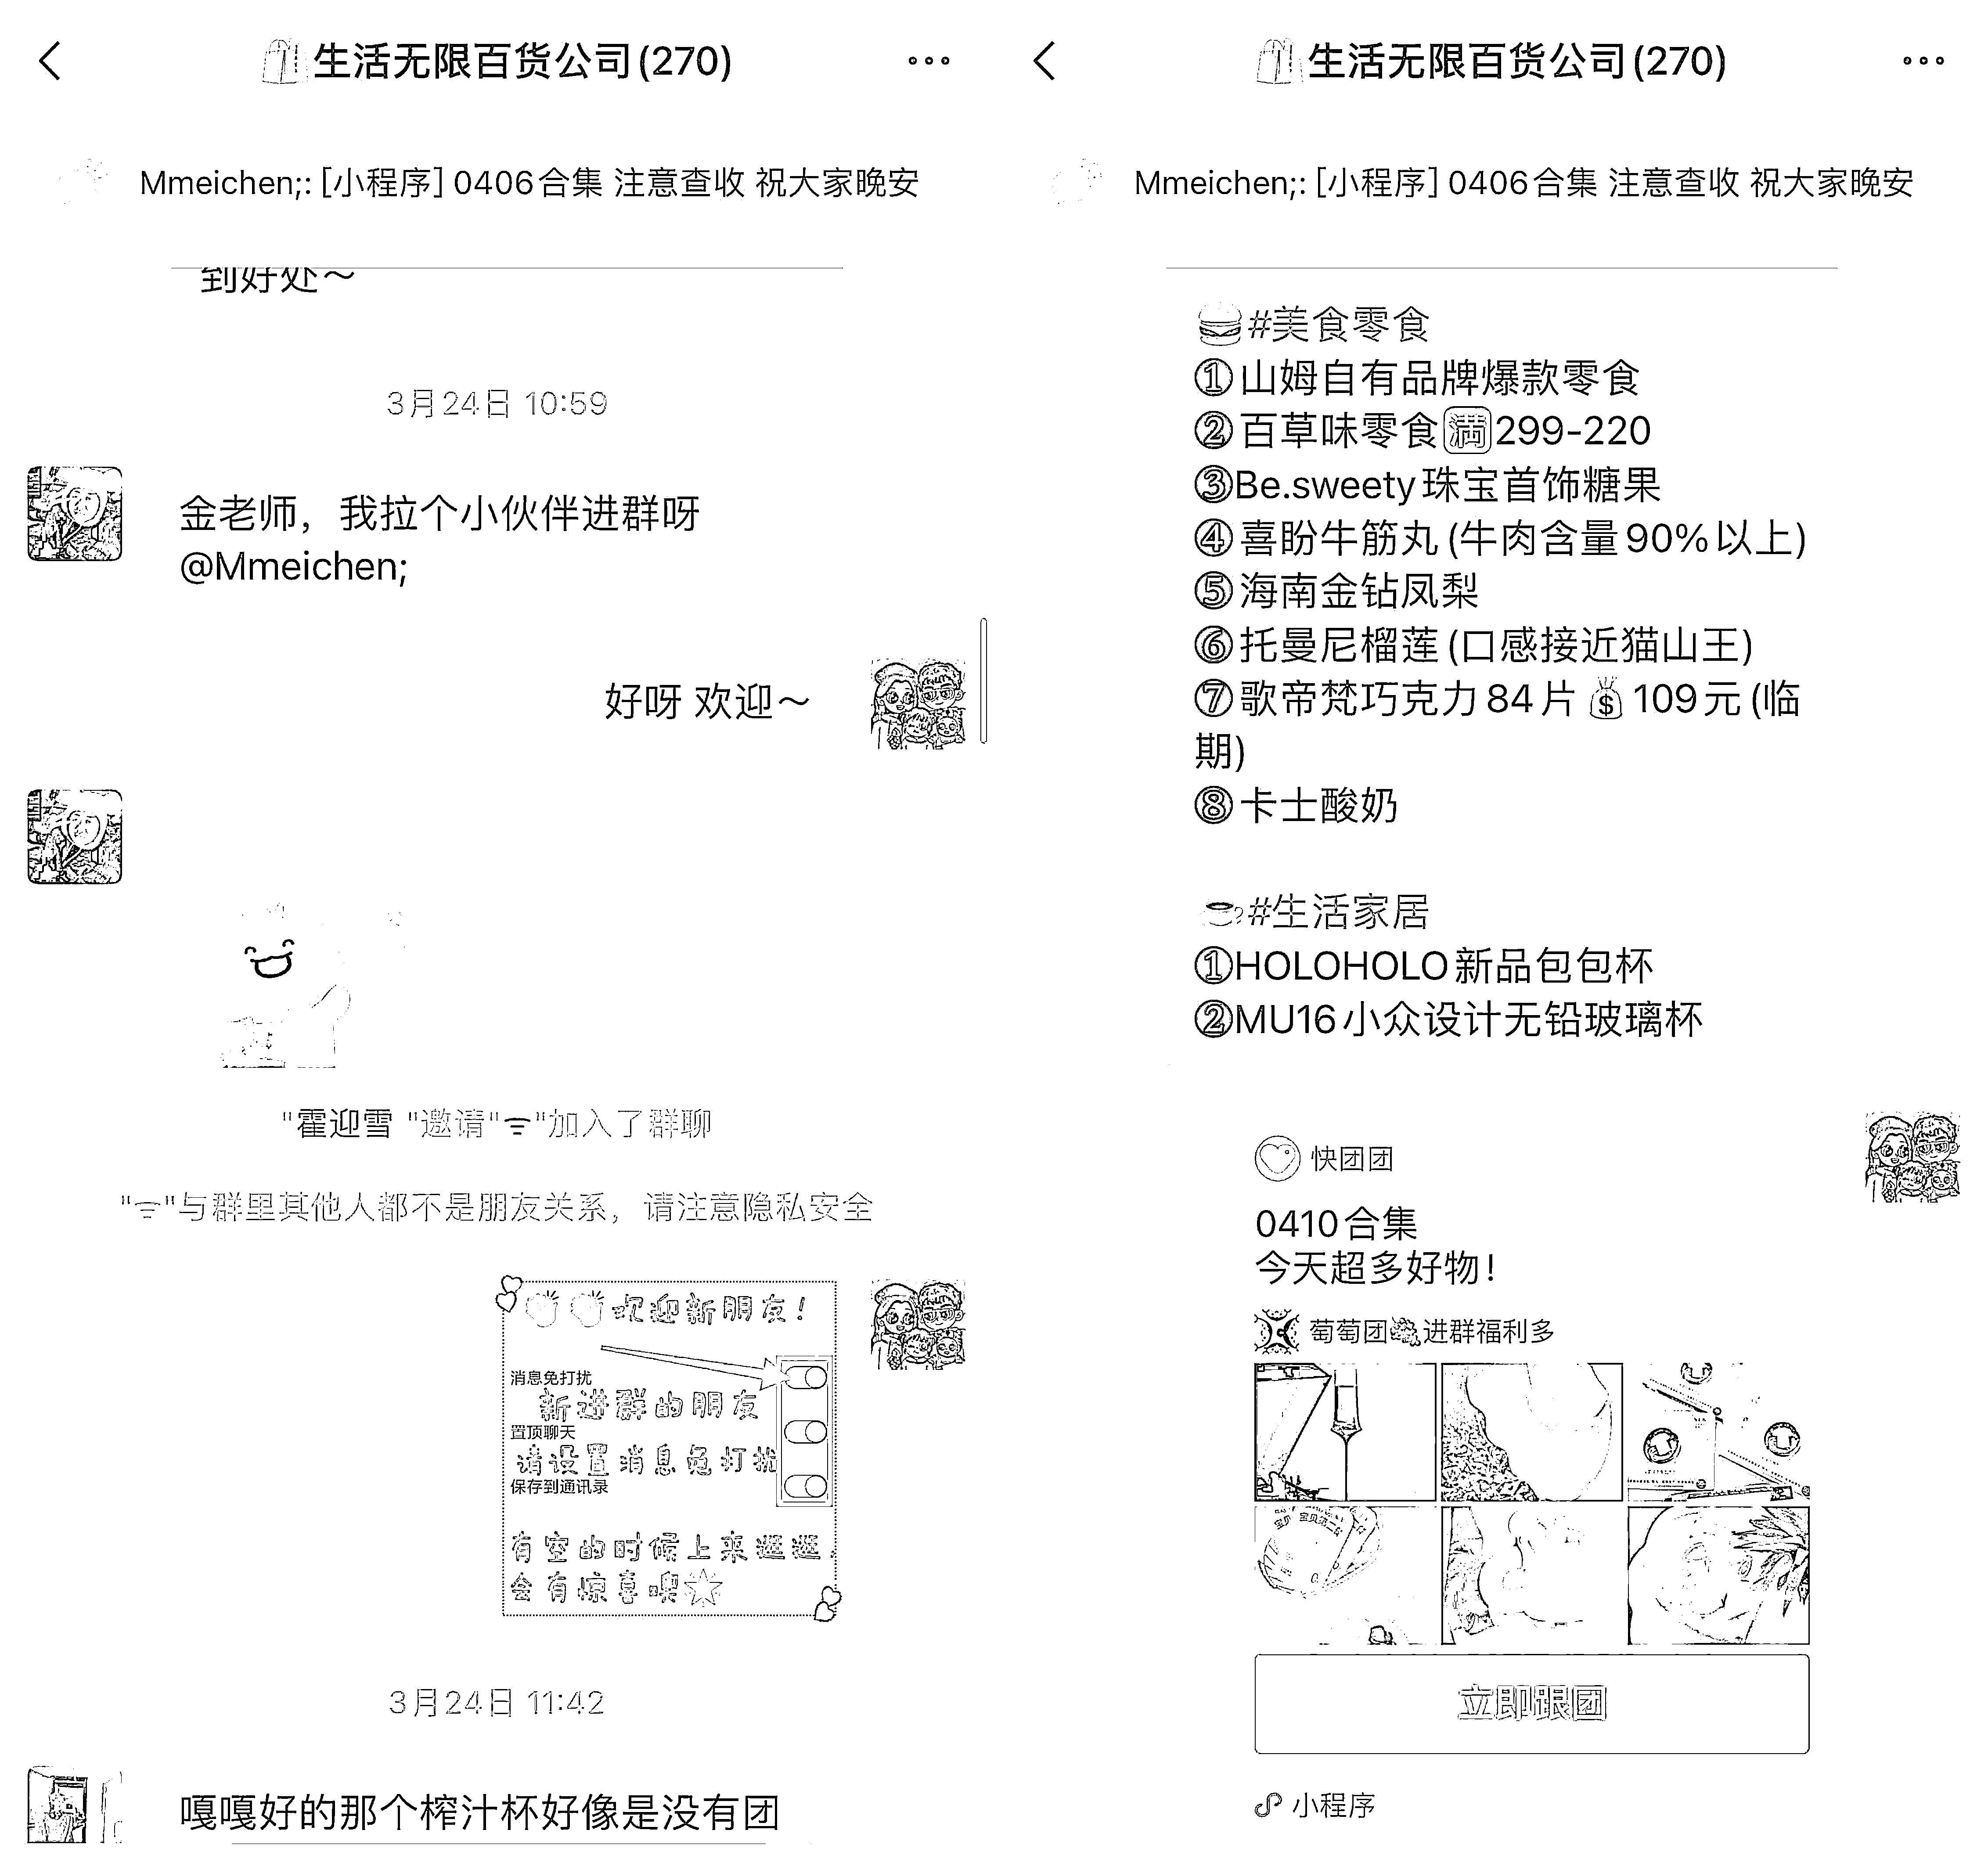 生活无限百货公司(270)
Mmeichen;: [小程序] 0406合集 注意查收 祝大家晚安
到好处~
3月24日 10:59
金老师，我拉个小伙伴进群呀
@Mmeichen;
好呀 欢迎~
"霍迎雪 "邀请""加入了群聊
""与群里其他人都不是朋友关系，请注意隐私安全
欢迎新朋友!
消息免打扰
新进群的朋友
置顶聊天
请设置消息免打扰
保存到通讯录
有空的时候上来逛逛.
会有惊喜噢
3月24日 11:42
嘎嘎好的那个榨汁杯好像是没有团
生活无限百货公司(270)
Mmeichen;: [小程序] 0406合集 注意查收 祝大家晚安
#美食零食
①山姆自有品牌爆款零食
②百草味零食🈵299-220
③Be.sweety珠宝首饰糖果
④喜盼牛筋丸(牛肉含量90%以上)
⑤海南金钻凤梨
⑥托曼尼榴莲(口感接近猫山王)
⑦歌帝梵巧克力84片💰109元(临
期)
⑧卡士酸奶
#生活家居
①HOLOHOLO新品包包杯
②MU16小众设计无铅玻璃杯
快团团
0410合集
今天超多好物!
萄萄团🍇进群福利多
立即跟团
小程序